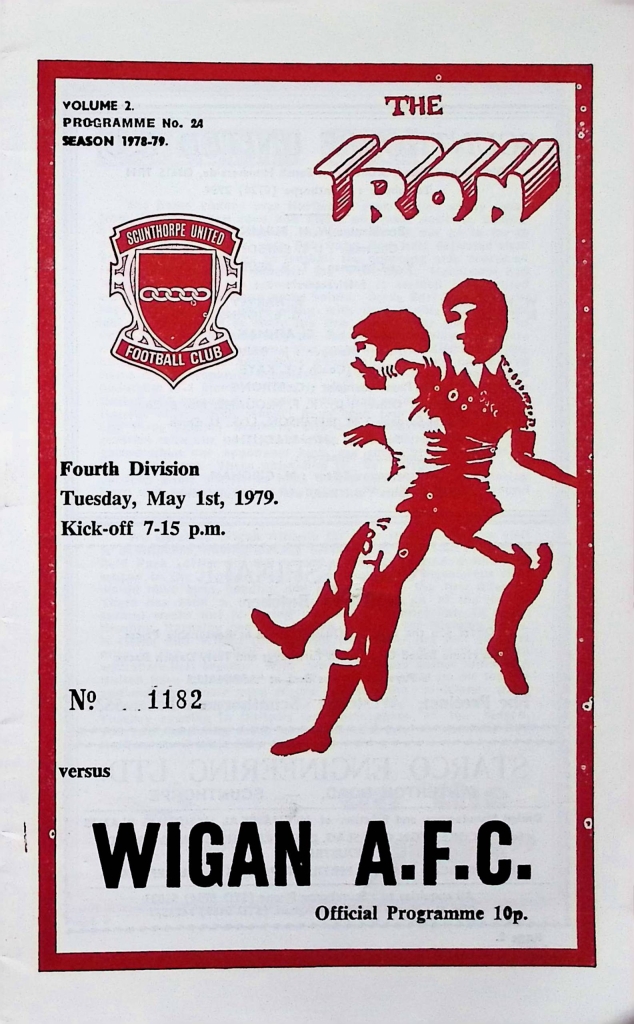 VOLUME 2.
PROGRAMME No. 24
SEASON 1978-79.
THE
IRON
SCUNTHORPE UNITED
FOOTBALL CLUB
Fourth Division
Tuesday, May 1st, 1979.
Kick-off 7-15 p.m.
Nº 1182
versus
WIGAN A.F.C.
Official Programme 10p.